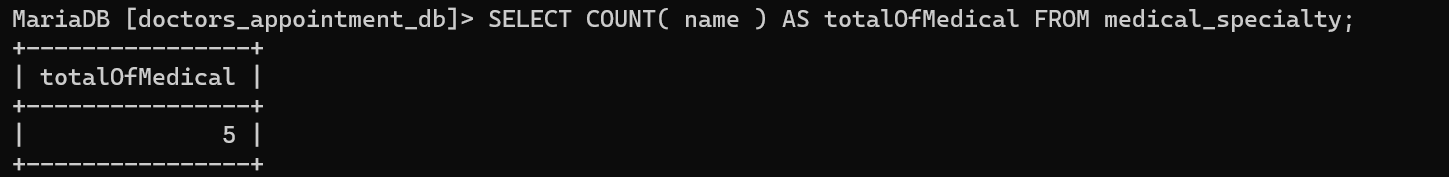 MariaDB [doctors_appointment_db]> SELECT COUNT( name ) AS totalOfMedical FROM medical_specialty;
+----------------+
| totalOfMedical |
+----------------+
|              5 |
+----------------+